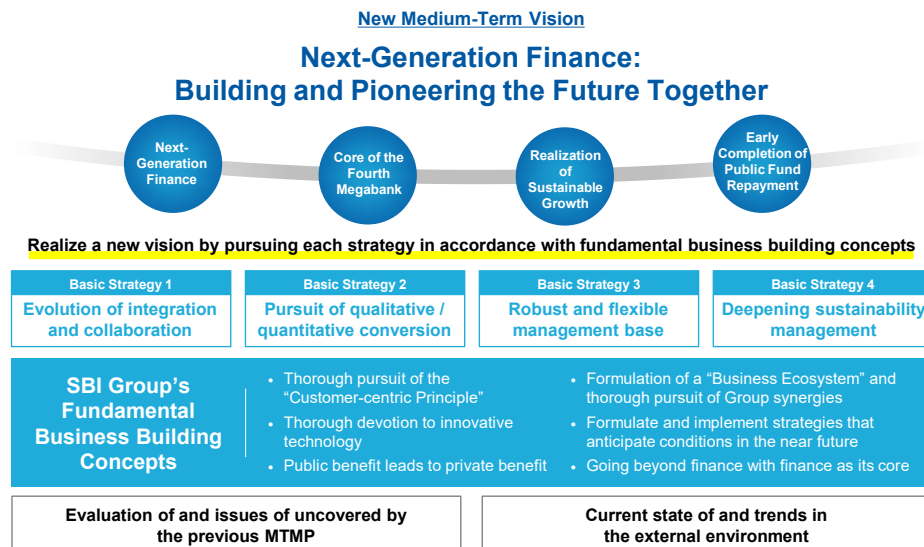 New Medium-Term Vision
Next-Generation Finance:
Building and Pioneering the Future Together
Next-
Generation
Finance
Core of the
Fourth
Megabank
Realization
of
Sustainable
Growth
Early
Completion of
Public Fund
Repayment
Realize a new vision by pursuing each strategy in accordance with fundamental business building concepts
Basic Strategy 1
Evolution of integration
and collaboration
Basic Strategy 2
Pursuit of qualitative /
quantitative conversion
Basic Strategy 3
Robust and flexible
management base
Basic Strategy 4
Deepening sustainability
management
SBI Group's
Fundamental
Business Building
Concepts
• Thorough pursuit of the
“Customer-centric Principle”
• Thorough devotion to innovative
technology
• Public benefit leads to private benefit
• Formulation of a “Business Ecosystem” and
thorough pursuit of Group synergies
• Formulate and implement strategies that
anticipate conditions in the near future
• Going beyond finance with finance as its core
Evaluation of and issues of uncovered by
the previous MTMP
Current state of and trends in
the external environment